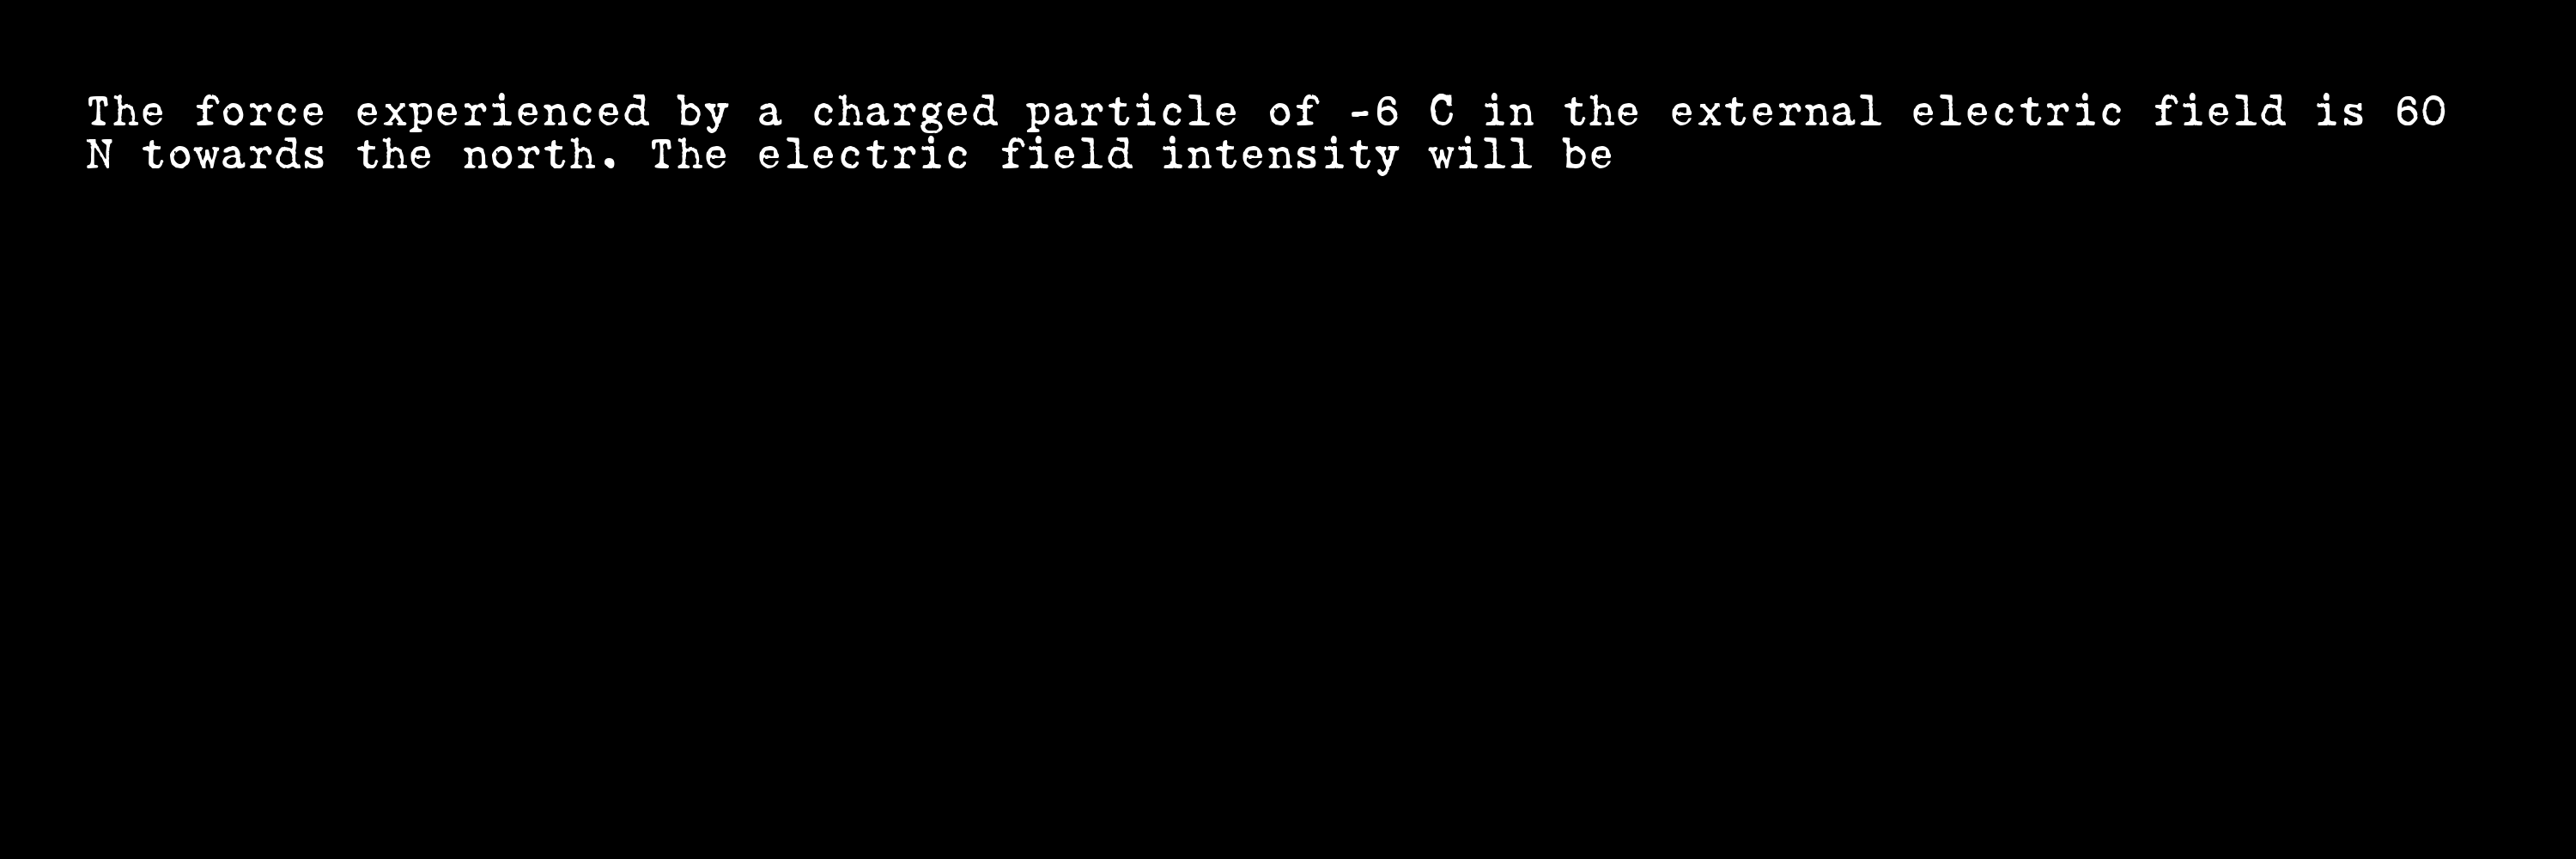 The force experienced by a charged particle of -6 C in the external electric field is 60
N towards the north. The electric field intensity will be